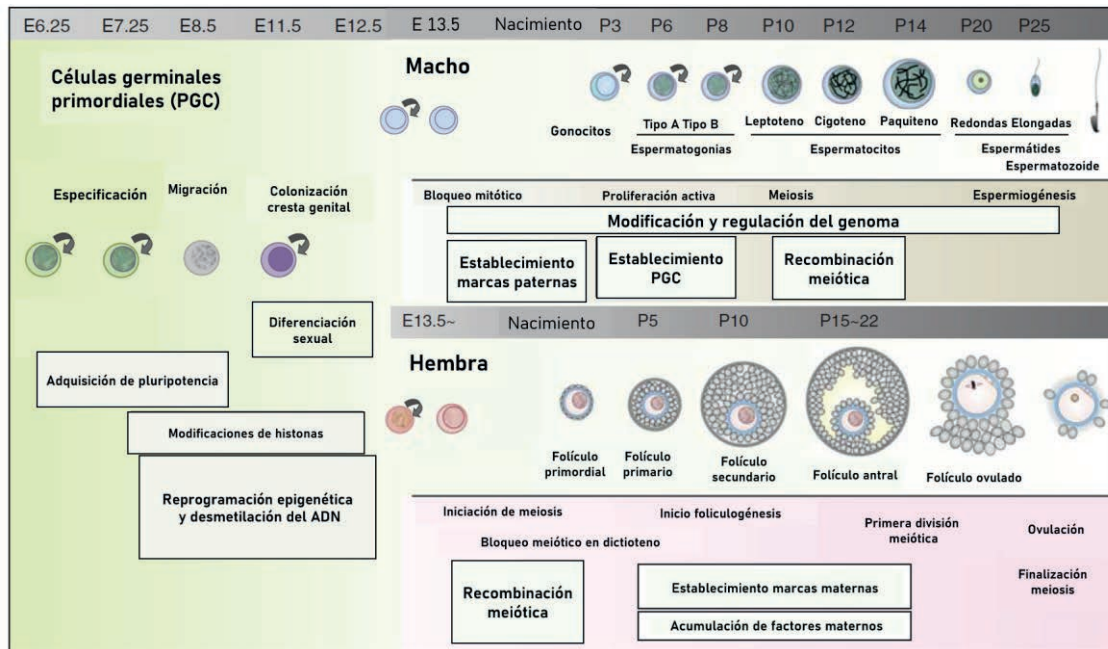 E6.25 E7.25 E8.5 E11.5 E12.5 E 13.5 Nacimiento P3 P6 P8 P10 P12 P14 P20 P25
Células germinales
primordiales (PGC)
Especificación
Migración
Colonización
cresta genital
Diferenciación
sexual
Adquisición de pluripotencia
Modificaciones de histonas
Reprogramación epigenética
y desmetilación del ADN
Macho
Gonocitos
Tipo A Tipo B
Espermatogonias
Leptoteno Cigoteno Paquiteno
Espermatocitos
Redondas Elongadas
Espermátides
Espermatozoide
Bloqueo mitótico Proliferación activa Meiosis Espermiogénesis
Modificación y regulación del genoma
Establecimiento
marcas paternas
Establecimiento
PGC
Recombinación
meiótica
E13.5~ Nacimiento P5 P10 P15~22
Hembra
Folículo
primordial
Folículo
primario
Folículo
secundario
Folículo antral
Folículo ovulado
Iniciación de meiosis
Bloqueo meiótico en dictioteno
Inicio foliculogénesis
Primera división
meiótica
Ovulación
Finalización
meiosis
Recombinación
meiótica
Establecimiento marcas maternas
Acumulación de factores maternos